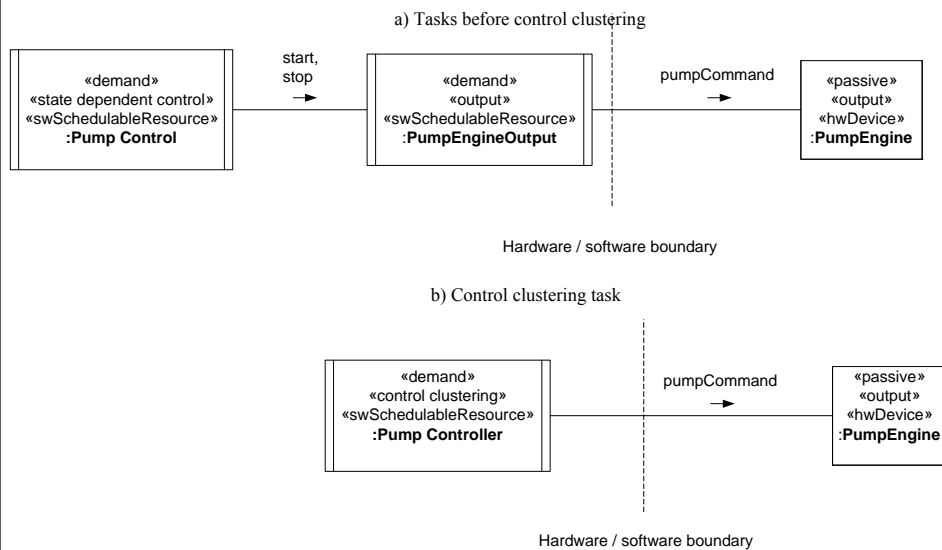 a) Tasks before control clustering
start,
stop
«demand»
«state dependent control»
«swSchedulableResource»
:Pump Control
«demand»
«output»
«swSchedulableResource»
:PumpEngineOutput
pumpCommand
«passive»
«output»
«hwDevice»
:PumpEngine
Hardware / software boundary
b) Control clustering task
«demand»
«control clustering»
«swSchedulableResource»
:Pump Controller
pumpCommand
«passive»
«output»
«hwDevice»
:PumpEngine
Hardware / software boundary